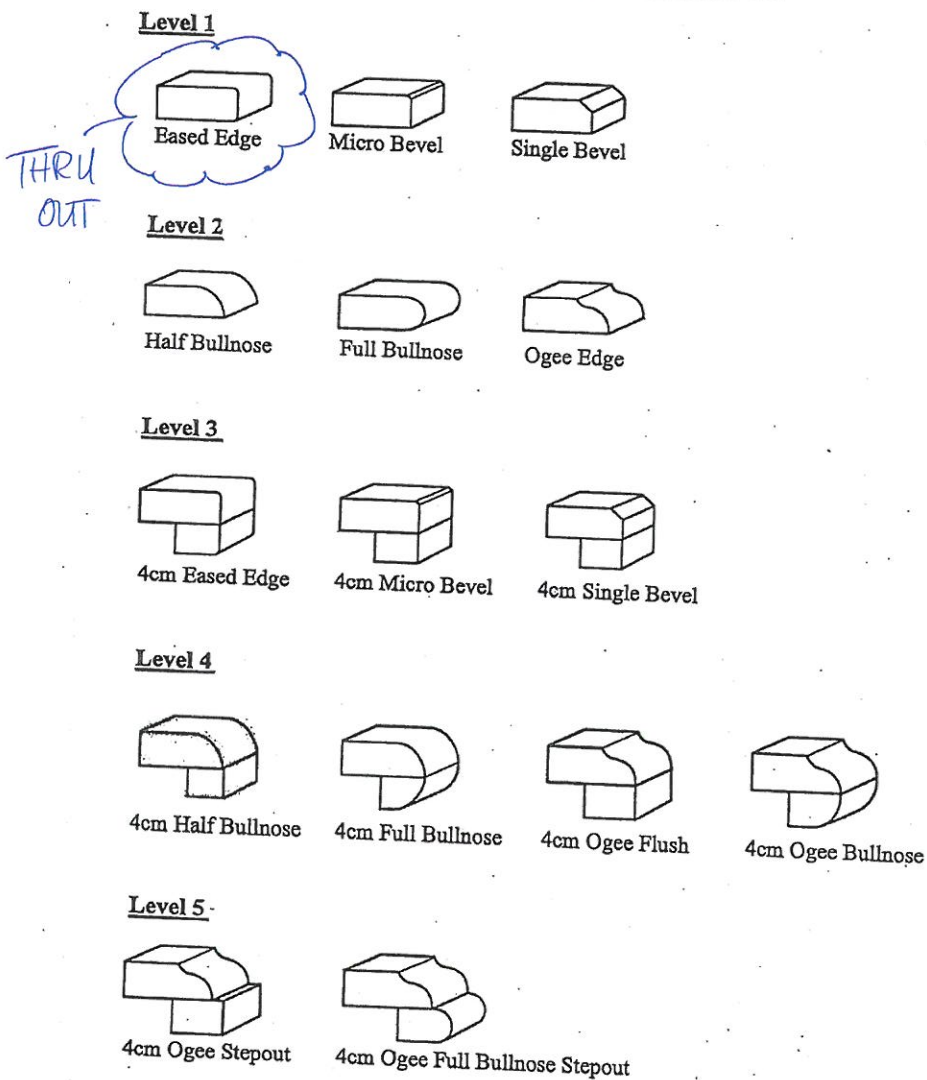 Level 1
Eased Edge
Micro Bevel
Single Bevel
THRU
OUT
Level 2
Half Bullnose
Full Bullnose
Ogee Edge
Level 3
4cm Eased Edge
4cm Micro Bevel
4cm Single Bevel
Level 4
4cm Half Bullnose
4cm Full Bullnose
4cm Ogee Flush
4cm Ogee Bullnose
Level 5
4cm Ogee Stepout
4cm Ogee Full Bullnose Stepout